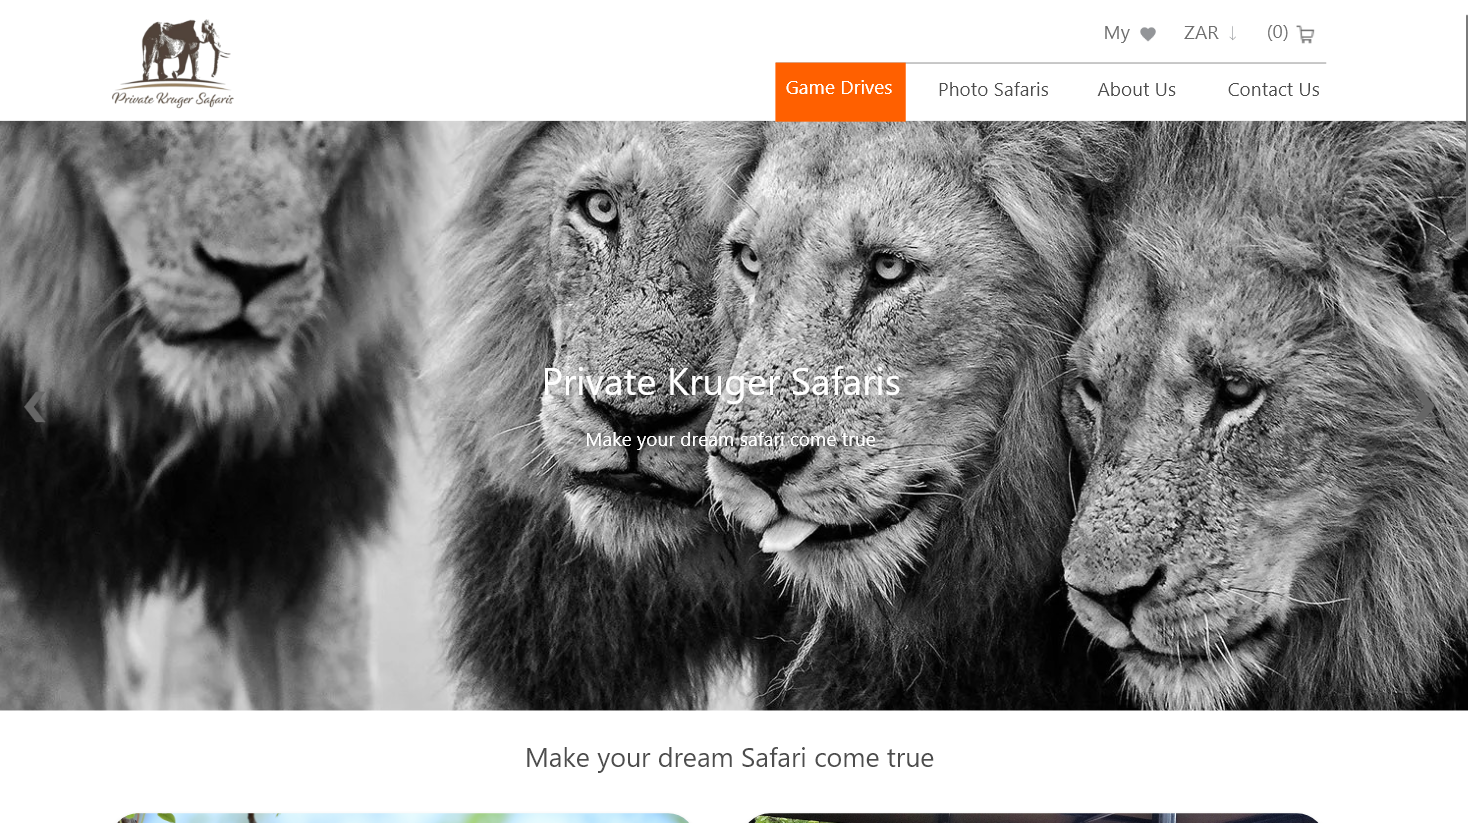 My
ZAR ↓
(0)
Private Kruger Safaris
Game Drives
Photo Safaris
About Us
Contact Us
Private Kruger Safaris
Make your dream safari come true
Make your dream Safari come true